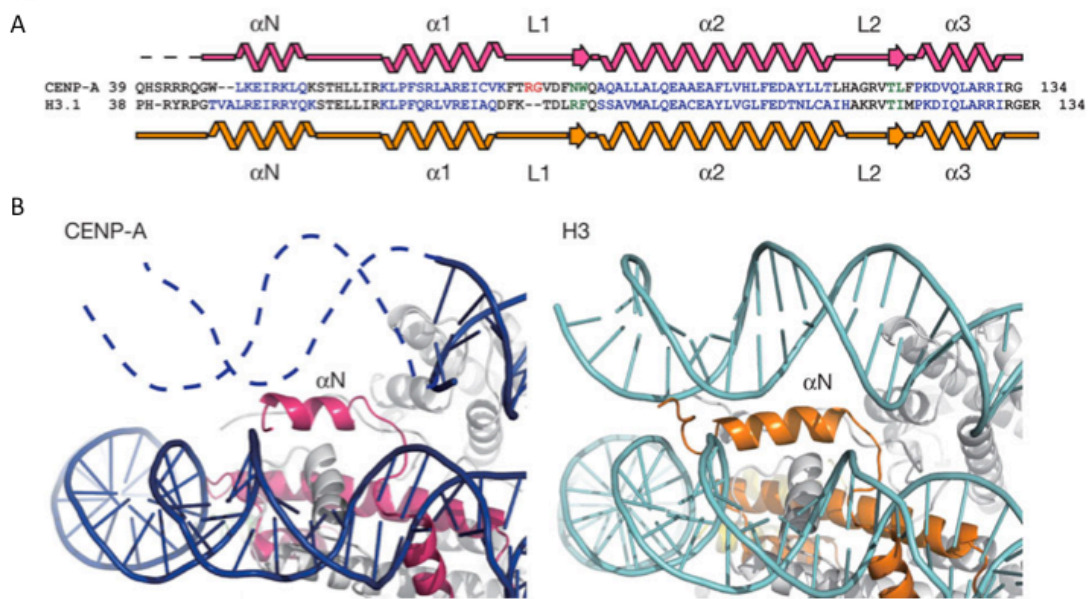 A
αN α1 L1 α2 L2 α3
CENP-A 39 QHSRRRQGW--LKEIRKLQKSTHLLIRKLPFSRLAREICVKFTRGVDFNWQAQALLALQEAAEAFLVHLFEDAYLLTLHAGRVTLFPKDVQLARRIRG 134
H3.1 38 PH-RYRPGTVALREIRRYQKSTELLIRKLPFQRLVREIAQDFK--TDLRFQSSAVMALQEACEAYLVGLFEDTNLCAIHAKRVTIMPKDIQLARRIRGER 134
αN α1 L1 α2 L2 α3
B
CENP-A H3
αN αN